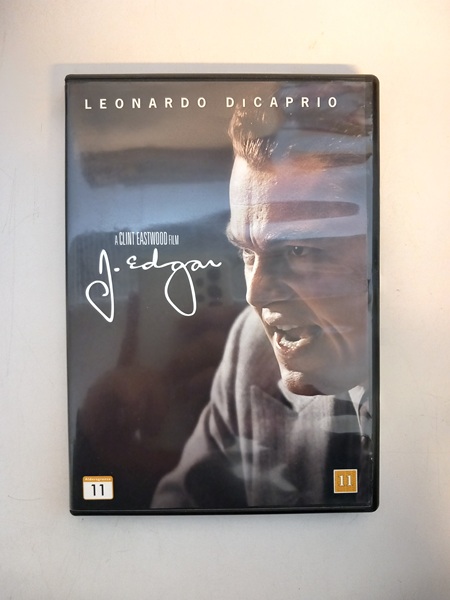 LEONARDO DiCAPRIO
A CLINT EASTWOOD FILM
J. Edgar
11
11